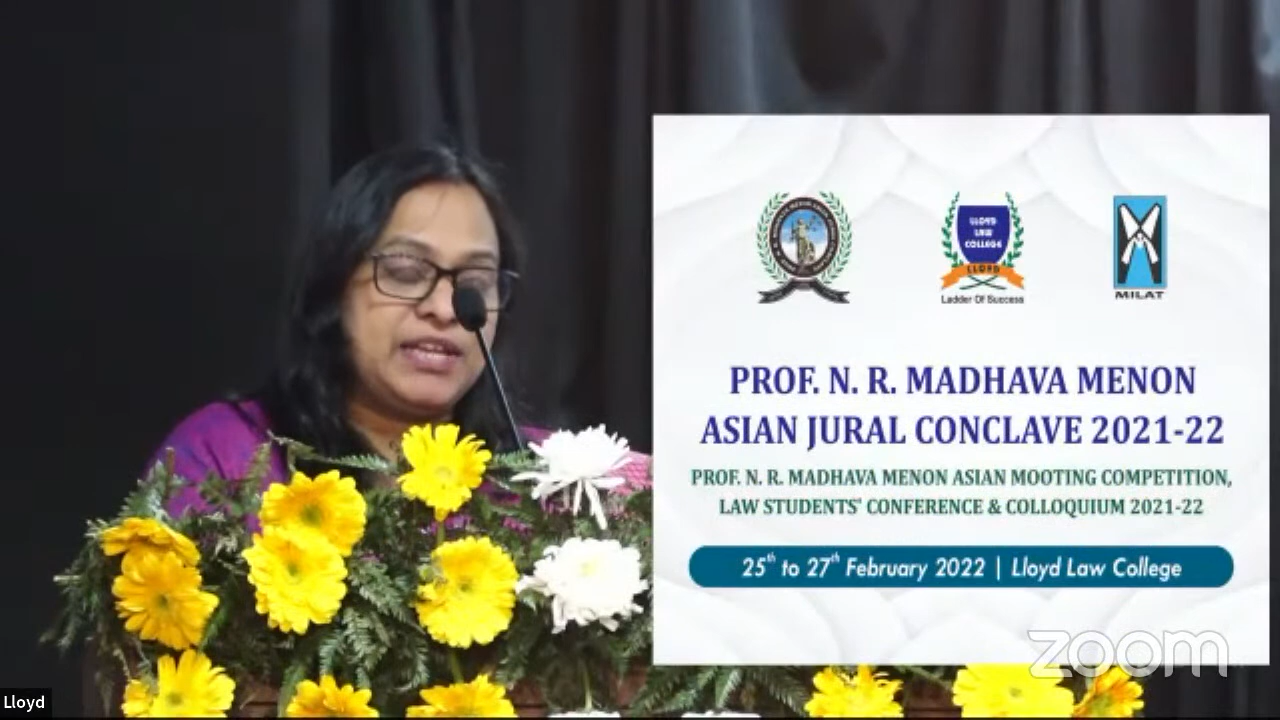 LLOYD
LAW
COLLEGE
LLOYD
Ladder Of Success
MILAT
PROF. N. R. MADHAVA MENON
ASIAN JURAL CONCLAVE 2021-22
PROF. N. R. MADHAVA MENON ASIAN MOOTING COMPETITION,
LAW STUDENTS' CONFERENCE & COLLOQUIUM 2021-22
25th to 27th February 2022 | Lloyd Law College
zoom
Lloyd